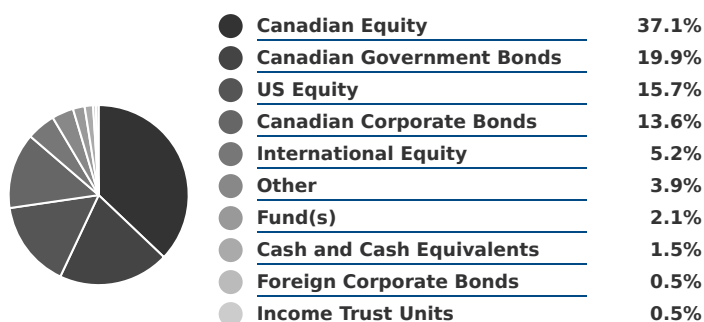 Canadian Equity 37.1%
Canadian Government Bonds 19.9%
US Equity 15.7%
Canadian Corporate Bonds 13.6%
International Equity 5.2%
Other 3.9%
Fund(s) 2.1%
Cash and Cash Equivalents 1.5%
Foreign Corporate Bonds 0.5%
Income Trust Units 0.5%